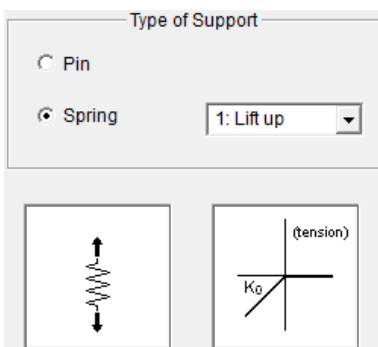 Type of Support
Pin
Spring
1: Lift up
(tension)
K0